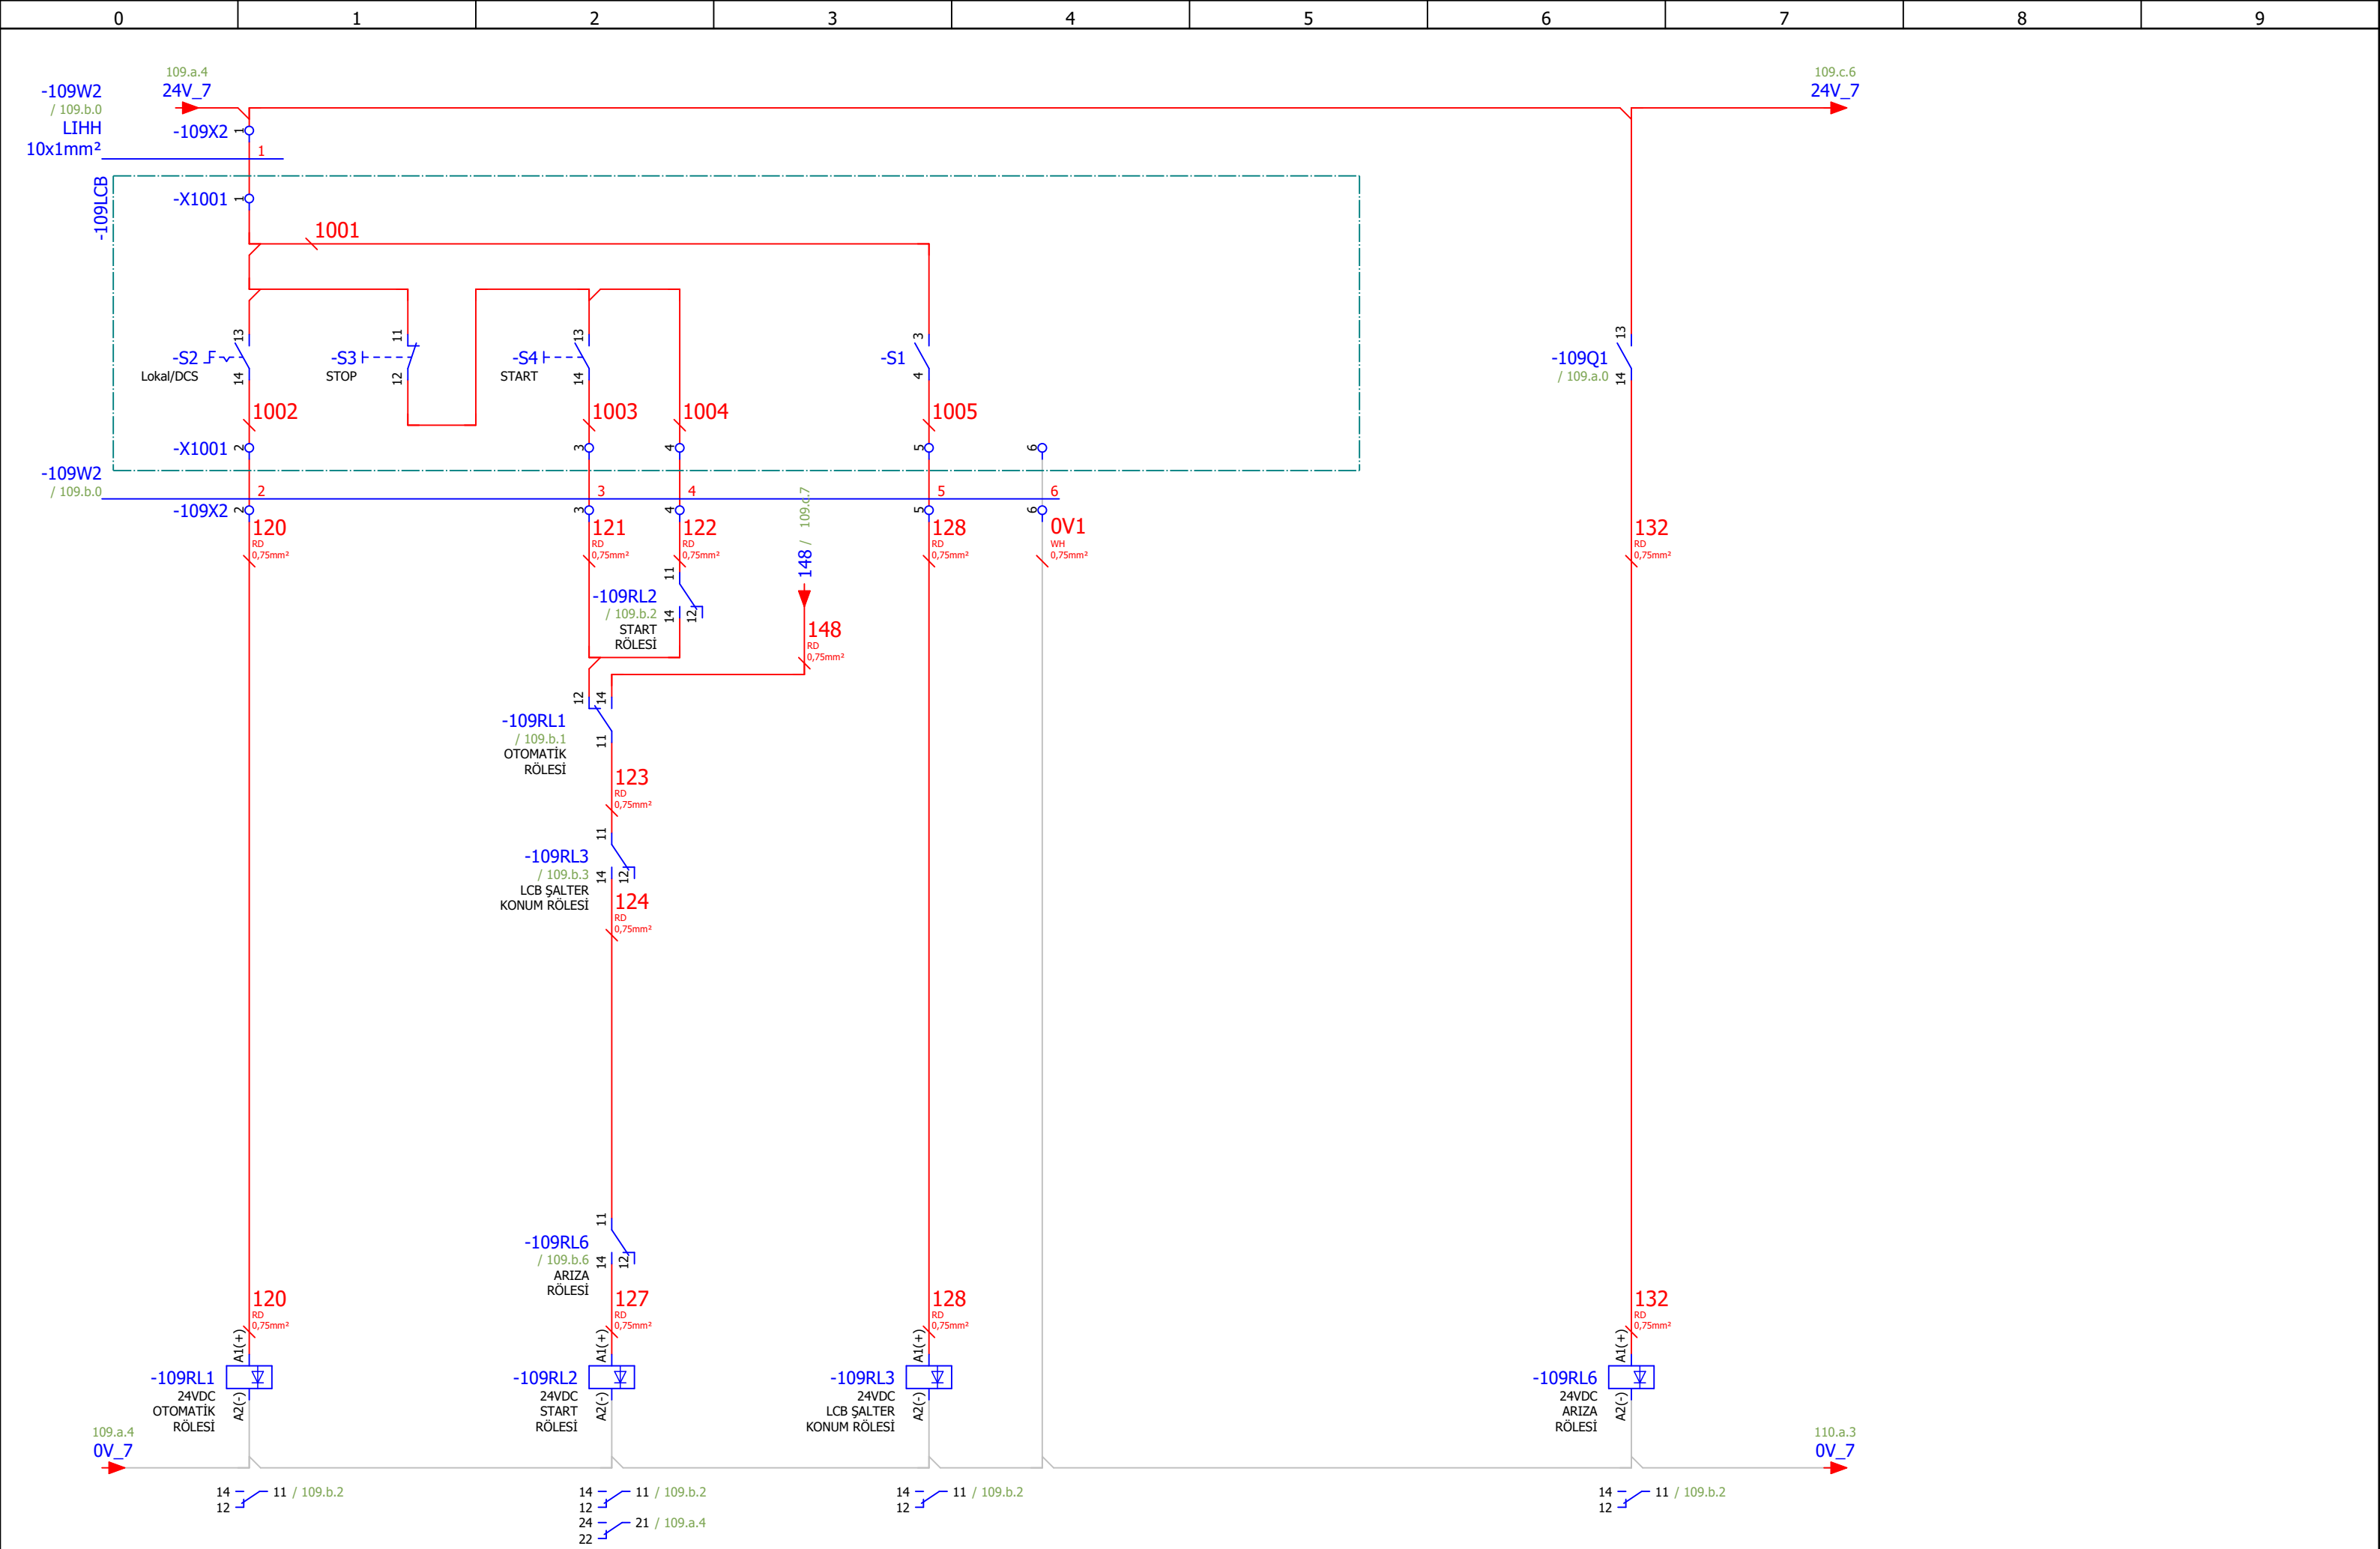 0 1 2 3 4 5 6 7 8 9
109.a.4
24V_7
109.c.6
24V_7
-109W2
/ 109.b.0
LIHH
10x1mm²
-109X2 1
1
-109LCB
-X1001 1
1001
-S2
Lokal/DCS
13
14
-S3
STOP
11
12
-S4
START
13
14
-S1
3
4
-109Q1
/ 109.a.0
13
14
1002
1003
1004
1005
-X1001 2 3 4 5 6
-109W2
/ 109.b.0
2 3 4 5 6
-109X2 2 3 4 5 6
120
RD
0,75mm²
121
RD
0,75mm²
122
RD
0,75mm²
148 / 109.c.7
128
RD
0,75mm²
0V1
WH
0,75mm²
132
RD
0,75mm²
-109RL2
/ 109.b.2
START
RÖLESİ
11
14
12
148
RD
0,75mm²
-109RL1
/ 109.b.1
OTOMATİK
RÖLESİ
12
14
11
123
RD
0,75mm²
-109RL3
/ 109.b.3
LCB ŞALTER
KONUM RÖLESİ
11
14
12
124
RD
0,75mm²
-109RL6
/ 109.b.6
ARIZA
RÖLESİ
11
14
12
120
RD
0,75mm²
127
RD
0,75mm²
128
RD
0,75mm²
132
RD
0,75mm²
-109RL1
24VDC
OTOMATİK
RÖLESİ
A1(+)
A2(-)
-109RL2
24VDC
START
RÖLESİ
A1(+)
A2(-)
-109RL3
24VDC
LCB ŞALTER
KONUM RÖLESİ
A1(+)
A2(-)
-109RL6
24VDC
ARIZA
RÖLESİ
A1(+)
A2(-)
109.a.4
0V_7
110.a.3
0V_7
14 11 / 109.b.2
12
14 11 / 109.b.2
12
24 21 / 109.a.4
22
14 11 / 109.b.2
12
14 11 / 109.b.2
12